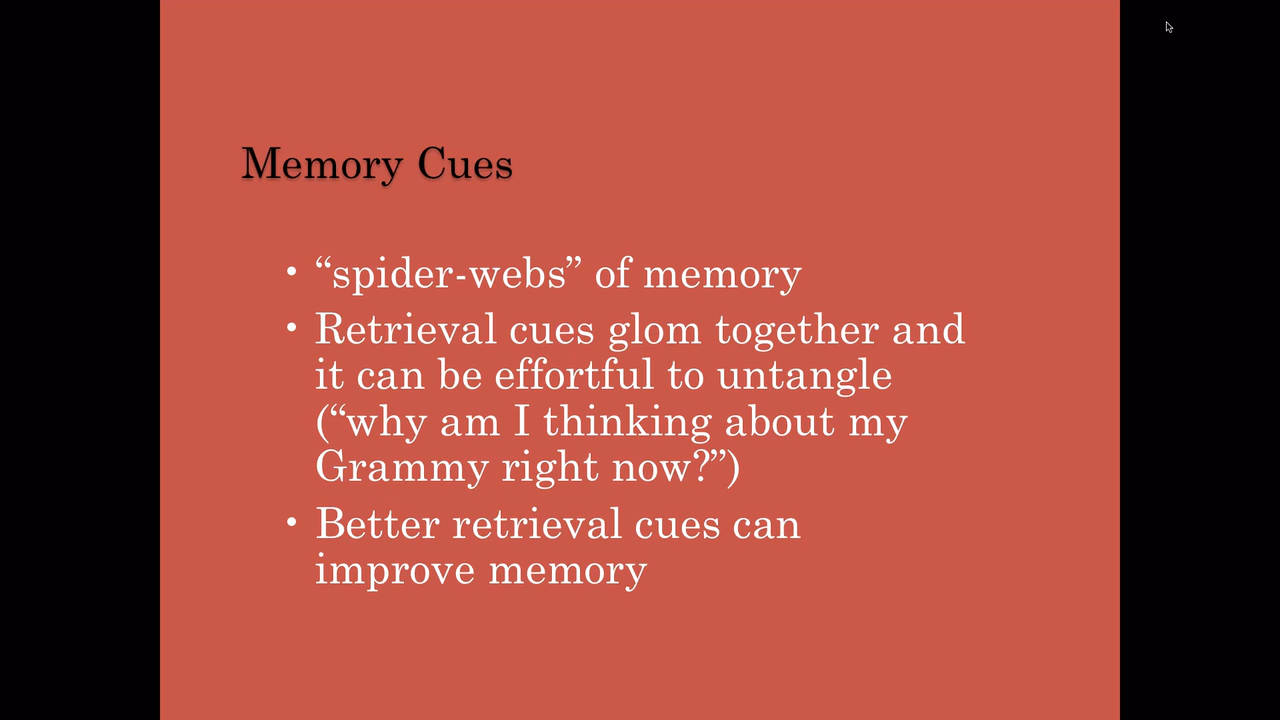 Memory Cues
• “spider-webs” of memory
• Retrieval cues glom together and
it can be effortful to untangle
(“why am I thinking about my
Grammy right now?”)
• Better retrieval cues can
improve memory